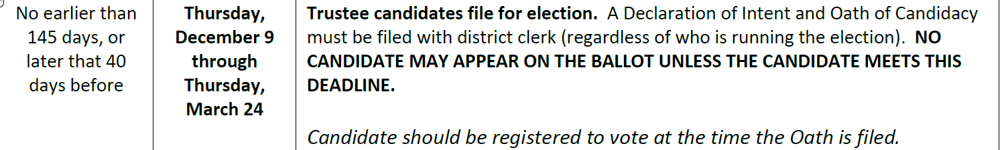 No earlier than
145 days, or
later that 40
days before
Thursday,
December 9
through
Thursday,
March 24
Trustee candidates file for election. A Declaration of Intent and Oath of Candidacy
must be filed with district clerk (regardless of who is running the election). NO
CANDIDATE MAY APPEAR ON THE BALLOT UNLESS THE CANDIDATE MEETS THIS
DEADLINE.
Candidate should be registered to vote at the time the Oath is filed.